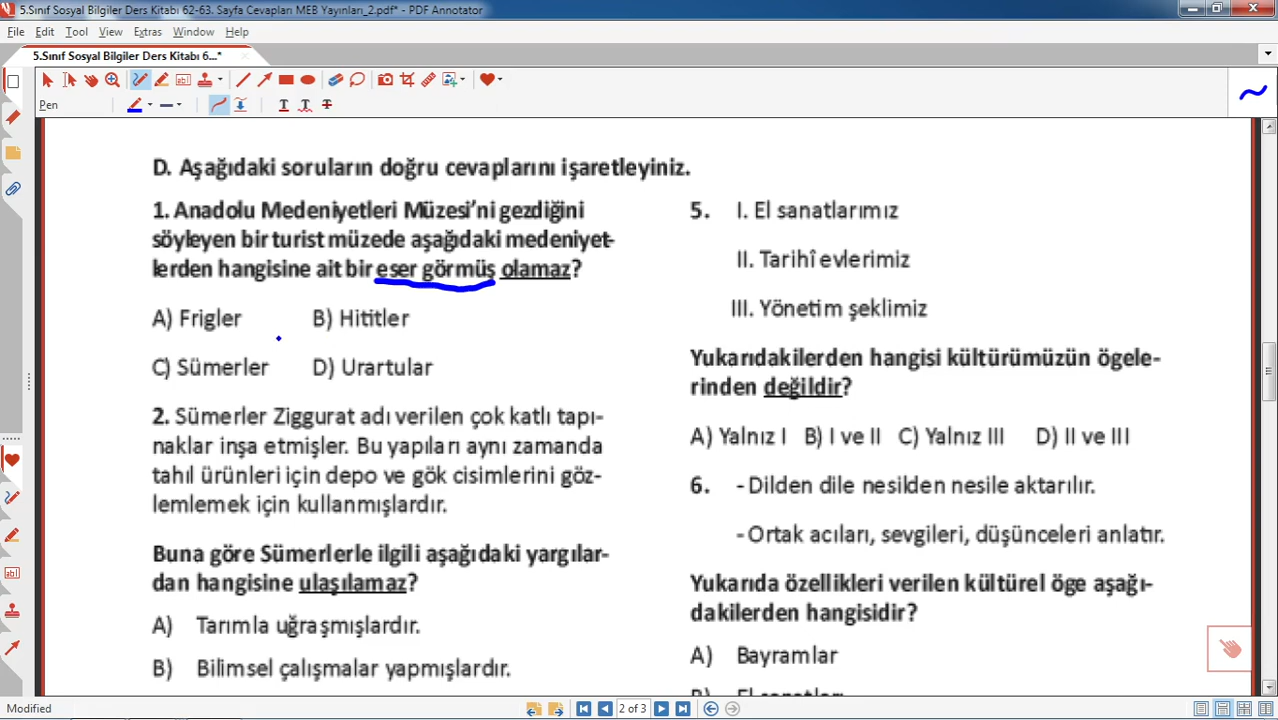 5.Sınıf Sosyal Bilgiler Ders Kitabı 62-63. Sayfa Cevapları MEB Yayınları_2.pdf* - PDF Annotator
File Edit Tool View Extras Window Help
5.Sınıf Sosyal Bilgiler Ders Kitabı 6...*
Pen
D. Aşağıdaki soruların doğru cevaplarını işaretleyiniz.
1. Anadolu Medeniyetleri Müzesi'ni gezdiğini
söyleyen bir turist müzede aşağıdaki medeniyet-
lerden hangisine ait bir eser görmüş olamaz?
A) Frigler B) Hititler
C) Sümerler D) Urartular
2. Sümerler Ziggurat adı verilen çok katlı tapı-
naklar inşa etmişler. Bu yapıları aynı zamanda
tahıl ürünleri için depo ve gök cisimlerini göz-
lemlemek için kullanmışlardır.
Buna göre Sümerlerle ilgili aşağıdaki yargılar-
dan hangisine ulaşılamaz?
A) Tarımla uğraşmışlardır.
B) Bilimsel çalışmalar yapmışlardır.
5. I. El sanatlarımız
II. Tarihî evlerimiz
III. Yönetim şeklimiz
Yukarıdakilerden hangisi kültürümüzün ögele-
rinden değildir?
A) Yalnız I B) I ve II C) Yalnız III D) II ve III
6. - Dilden dile nesilden nesile aktarılır.
- Ortak acıları, sevgileri, düşünceleri anlatır.
Yukarıda özellikleri verilen kültürel öge aşağı-
dakilerden hangisidir?
A) Bayramlar
B) El sanatları
Modified
2 of 3